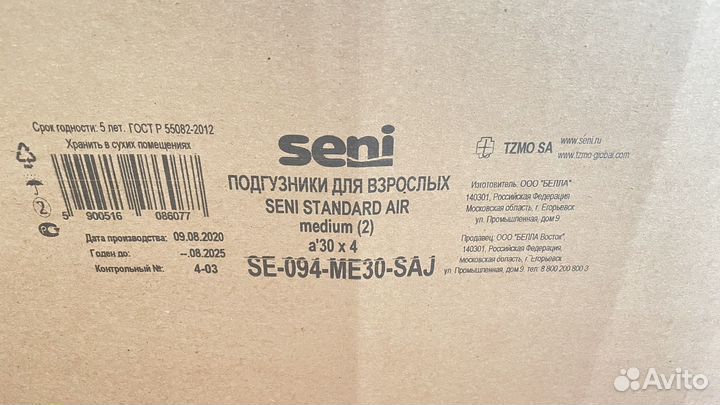 Срок годности: 5 лет. ГОСТ Р 55082-2012
Хранить в сухих помещениях
2
5 900516 086077
Дата производства: 09.08.2020
Годен до --.08.2025
Контрольный №: 4-03
seni
ПОДГУЗНИКИ ДЛЯ ВЗРОСЛЫХ
SENI STANDARD AIR
medium (2)
a'30 x 4
SE-094-ME30-SAJ
TZMO SA
www.seni.ru
www.tzmo-global.com
Изготовитель: ООО "БЕЛЛА"
140301, Российская Федерация,
Московская область, г. Егорьевск
ул. Промышленная, дом 9.
Продавец: ООО "БЕЛЛА Восток"
140301, Российская Федерация,
Московская область, г. Егорьевск,
ул. Промышленная, дом 9. тел: 8 800 200 800 3
Avito